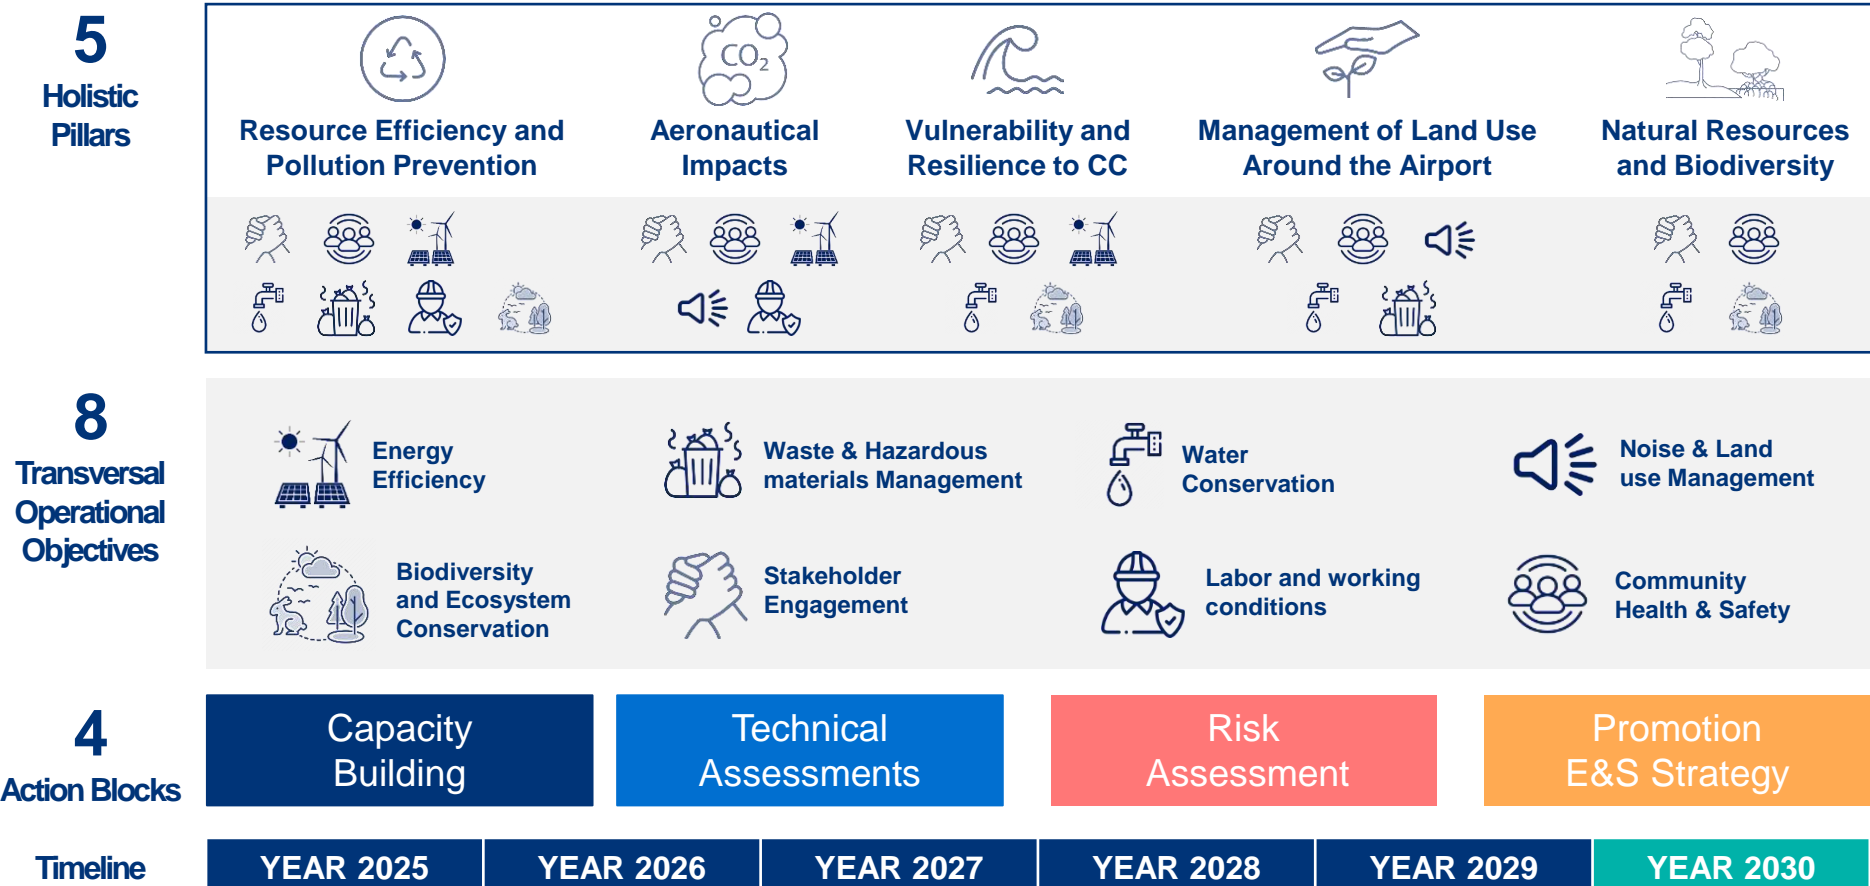 5
Holistic
Pillars
CO2
Resource Efficiency and
Pollution Prevention
Aeronautical
Impacts
Vulnerability and
Resilience to CC
Management of Land Use
Around the Airport
Natural Resources
and Biodiversity
8
Transversal
Operational
Objectives
Energy
Efficiency
Waste & Hazardous
materials Management
Water
Conservation
Noise & Land
use Management
Biodiversity
and Ecosystem
Conservation
Stakeholder
Engagement
Labor and working
conditions
Community
Health & Safety
4
Action Blocks
Capacity
Building
Technical
Assessments
Risk
Assessment
Promotion
E&S Strategy
Timeline
YEAR 2025
YEAR 2026
YEAR 2027
YEAR 2028
YEAR 2029
YEAR 2030